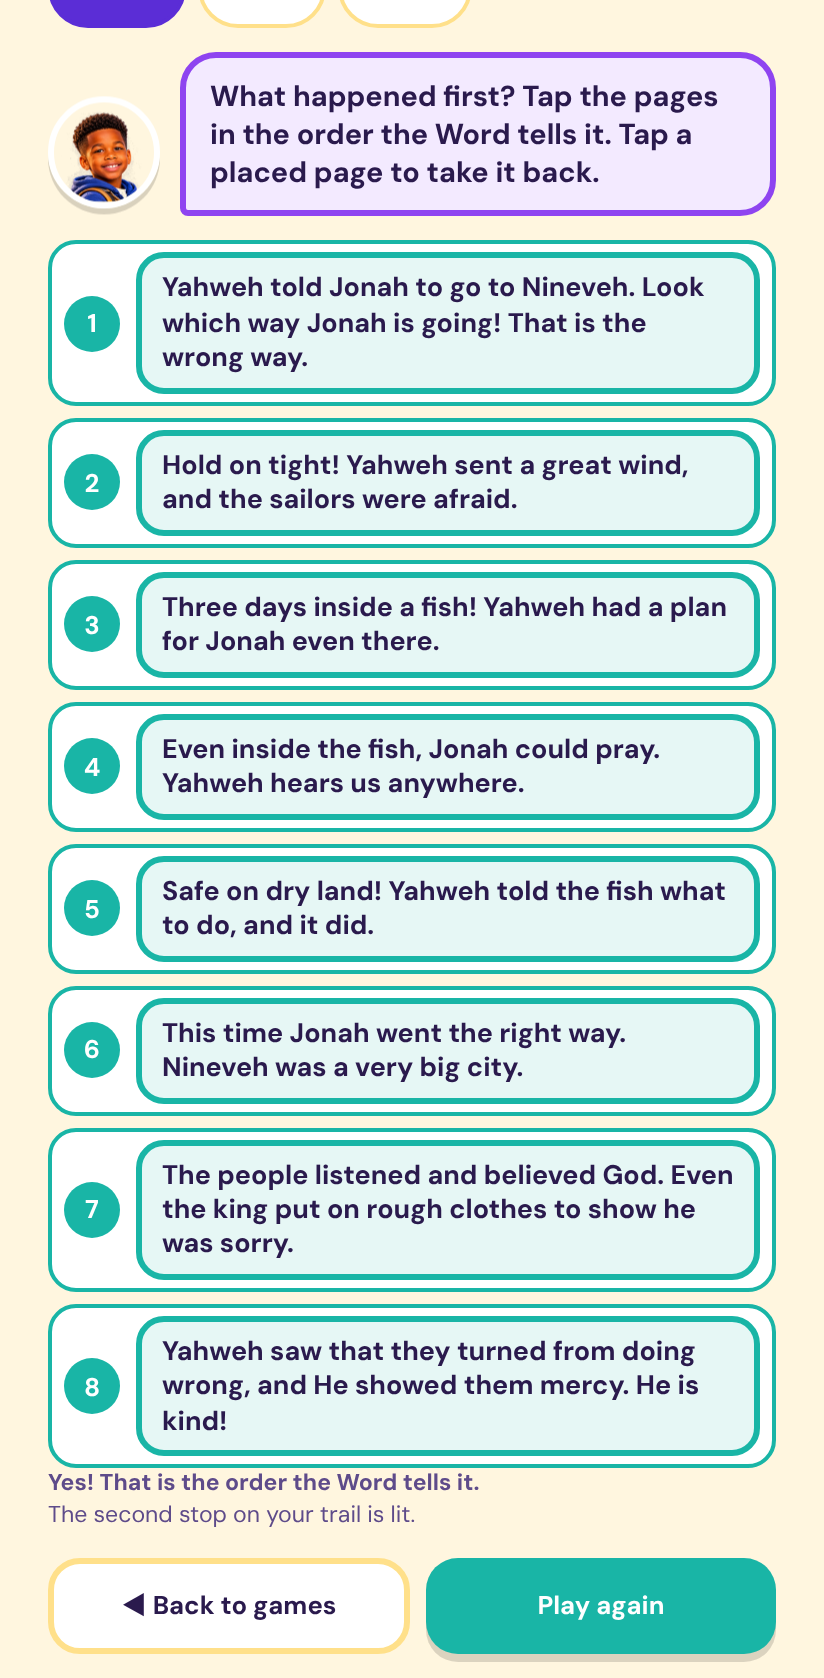 What happened first? Tap the pages
in the order the Word tells it. Tap a
placed page to take it back.
1
Yahweh told Jonah to go to Nineveh. Look
which way Jonah is going! That is the
wrong way.
2
Hold on tight! Yahweh sent a great wind,
and the sailors were afraid.
3
Three days inside a fish! Yahweh had a plan
for Jonah even there.
4
Even inside the fish, Jonah could pray.
Yahweh hears us anywhere.
5
Safe on dry land! Yahweh told the fish what
to do, and it did.
6
This time Jonah went the right way.
Nineveh was a very big city.
7
The people listened and believed God. Even
the king put on rough clothes to show he
was sorry.
8
Yahweh saw that they turned from doing
wrong, and He showed them mercy. He is
kind!
Yes! That is the order the Word tells it.
The second stop on your trail is lit.
◀ Back to games
Play again